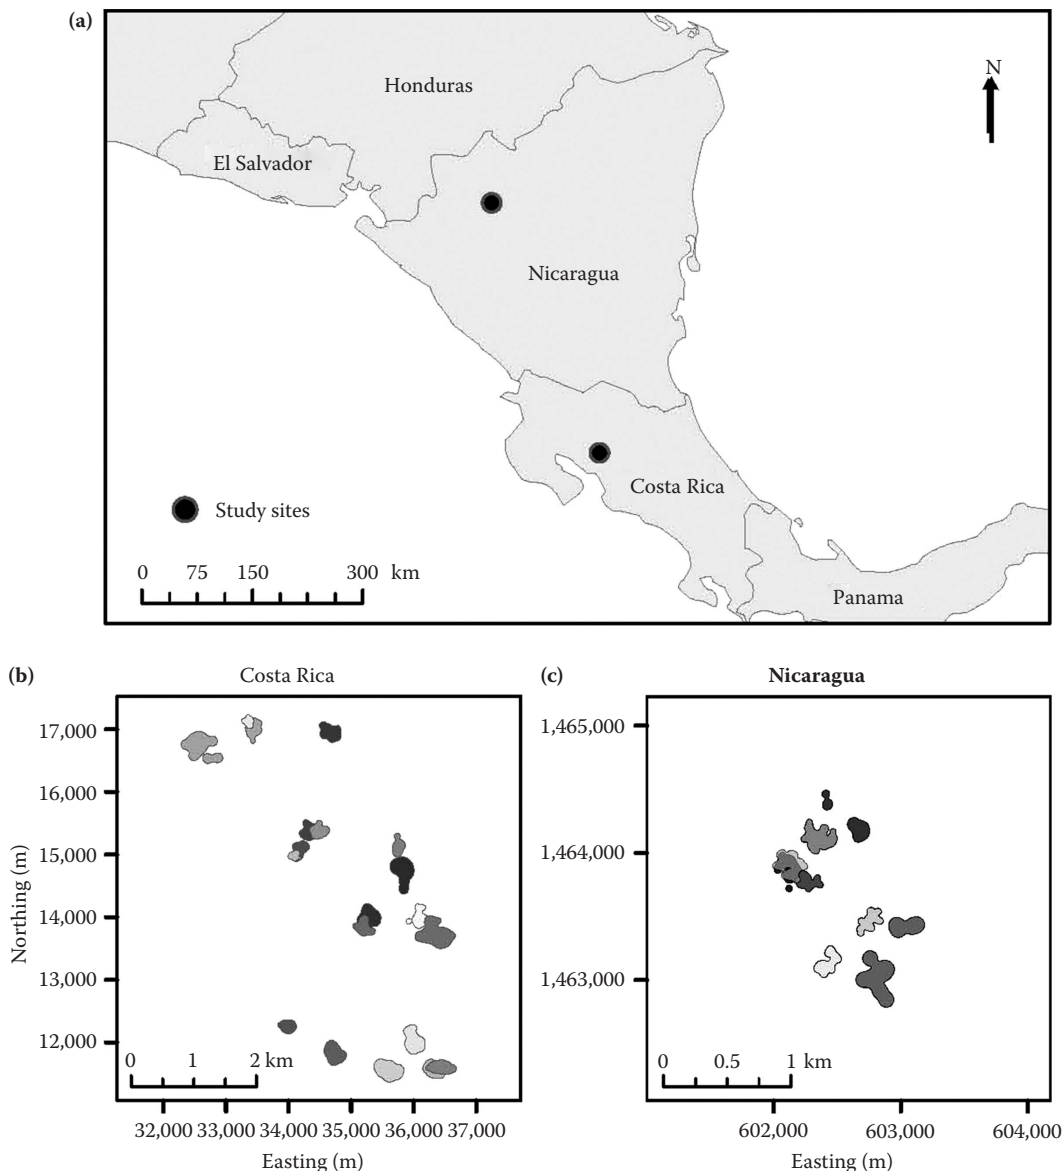 (a)
Honduras
N
El Salvador
Nicaragua
Costa Rica
Study sites
0 75 150 300 km
Panama
(b) Costa Rica
17,000
16,000
15,000
14,000
13,000
12,000
Northing (m)
0 1 2 km
32,000 33,000 34,000 35,000 36,000 37,000
Easting (m)
(c) Nicaragua
1,465,000
1,464,000
1,463,000
0 0.5 1 km
602,000 603,000 604,000
Easting (m)